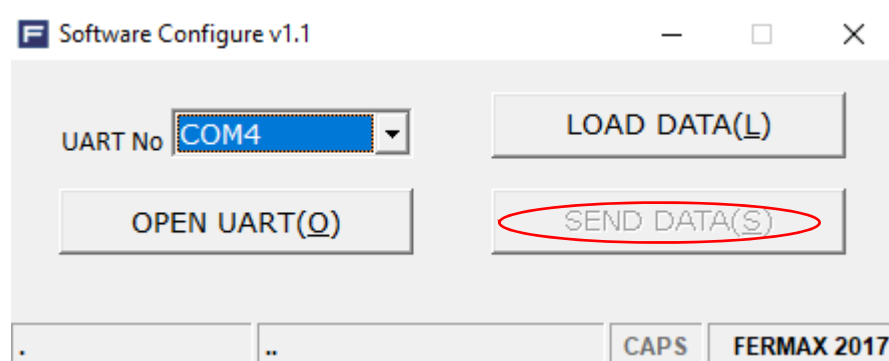 F Software Configure v1.1
UART No COM4
LOAD DATA(L)
OPEN UART(O)
SEND DATA(S)
. .. CAPS FERMAX 2017